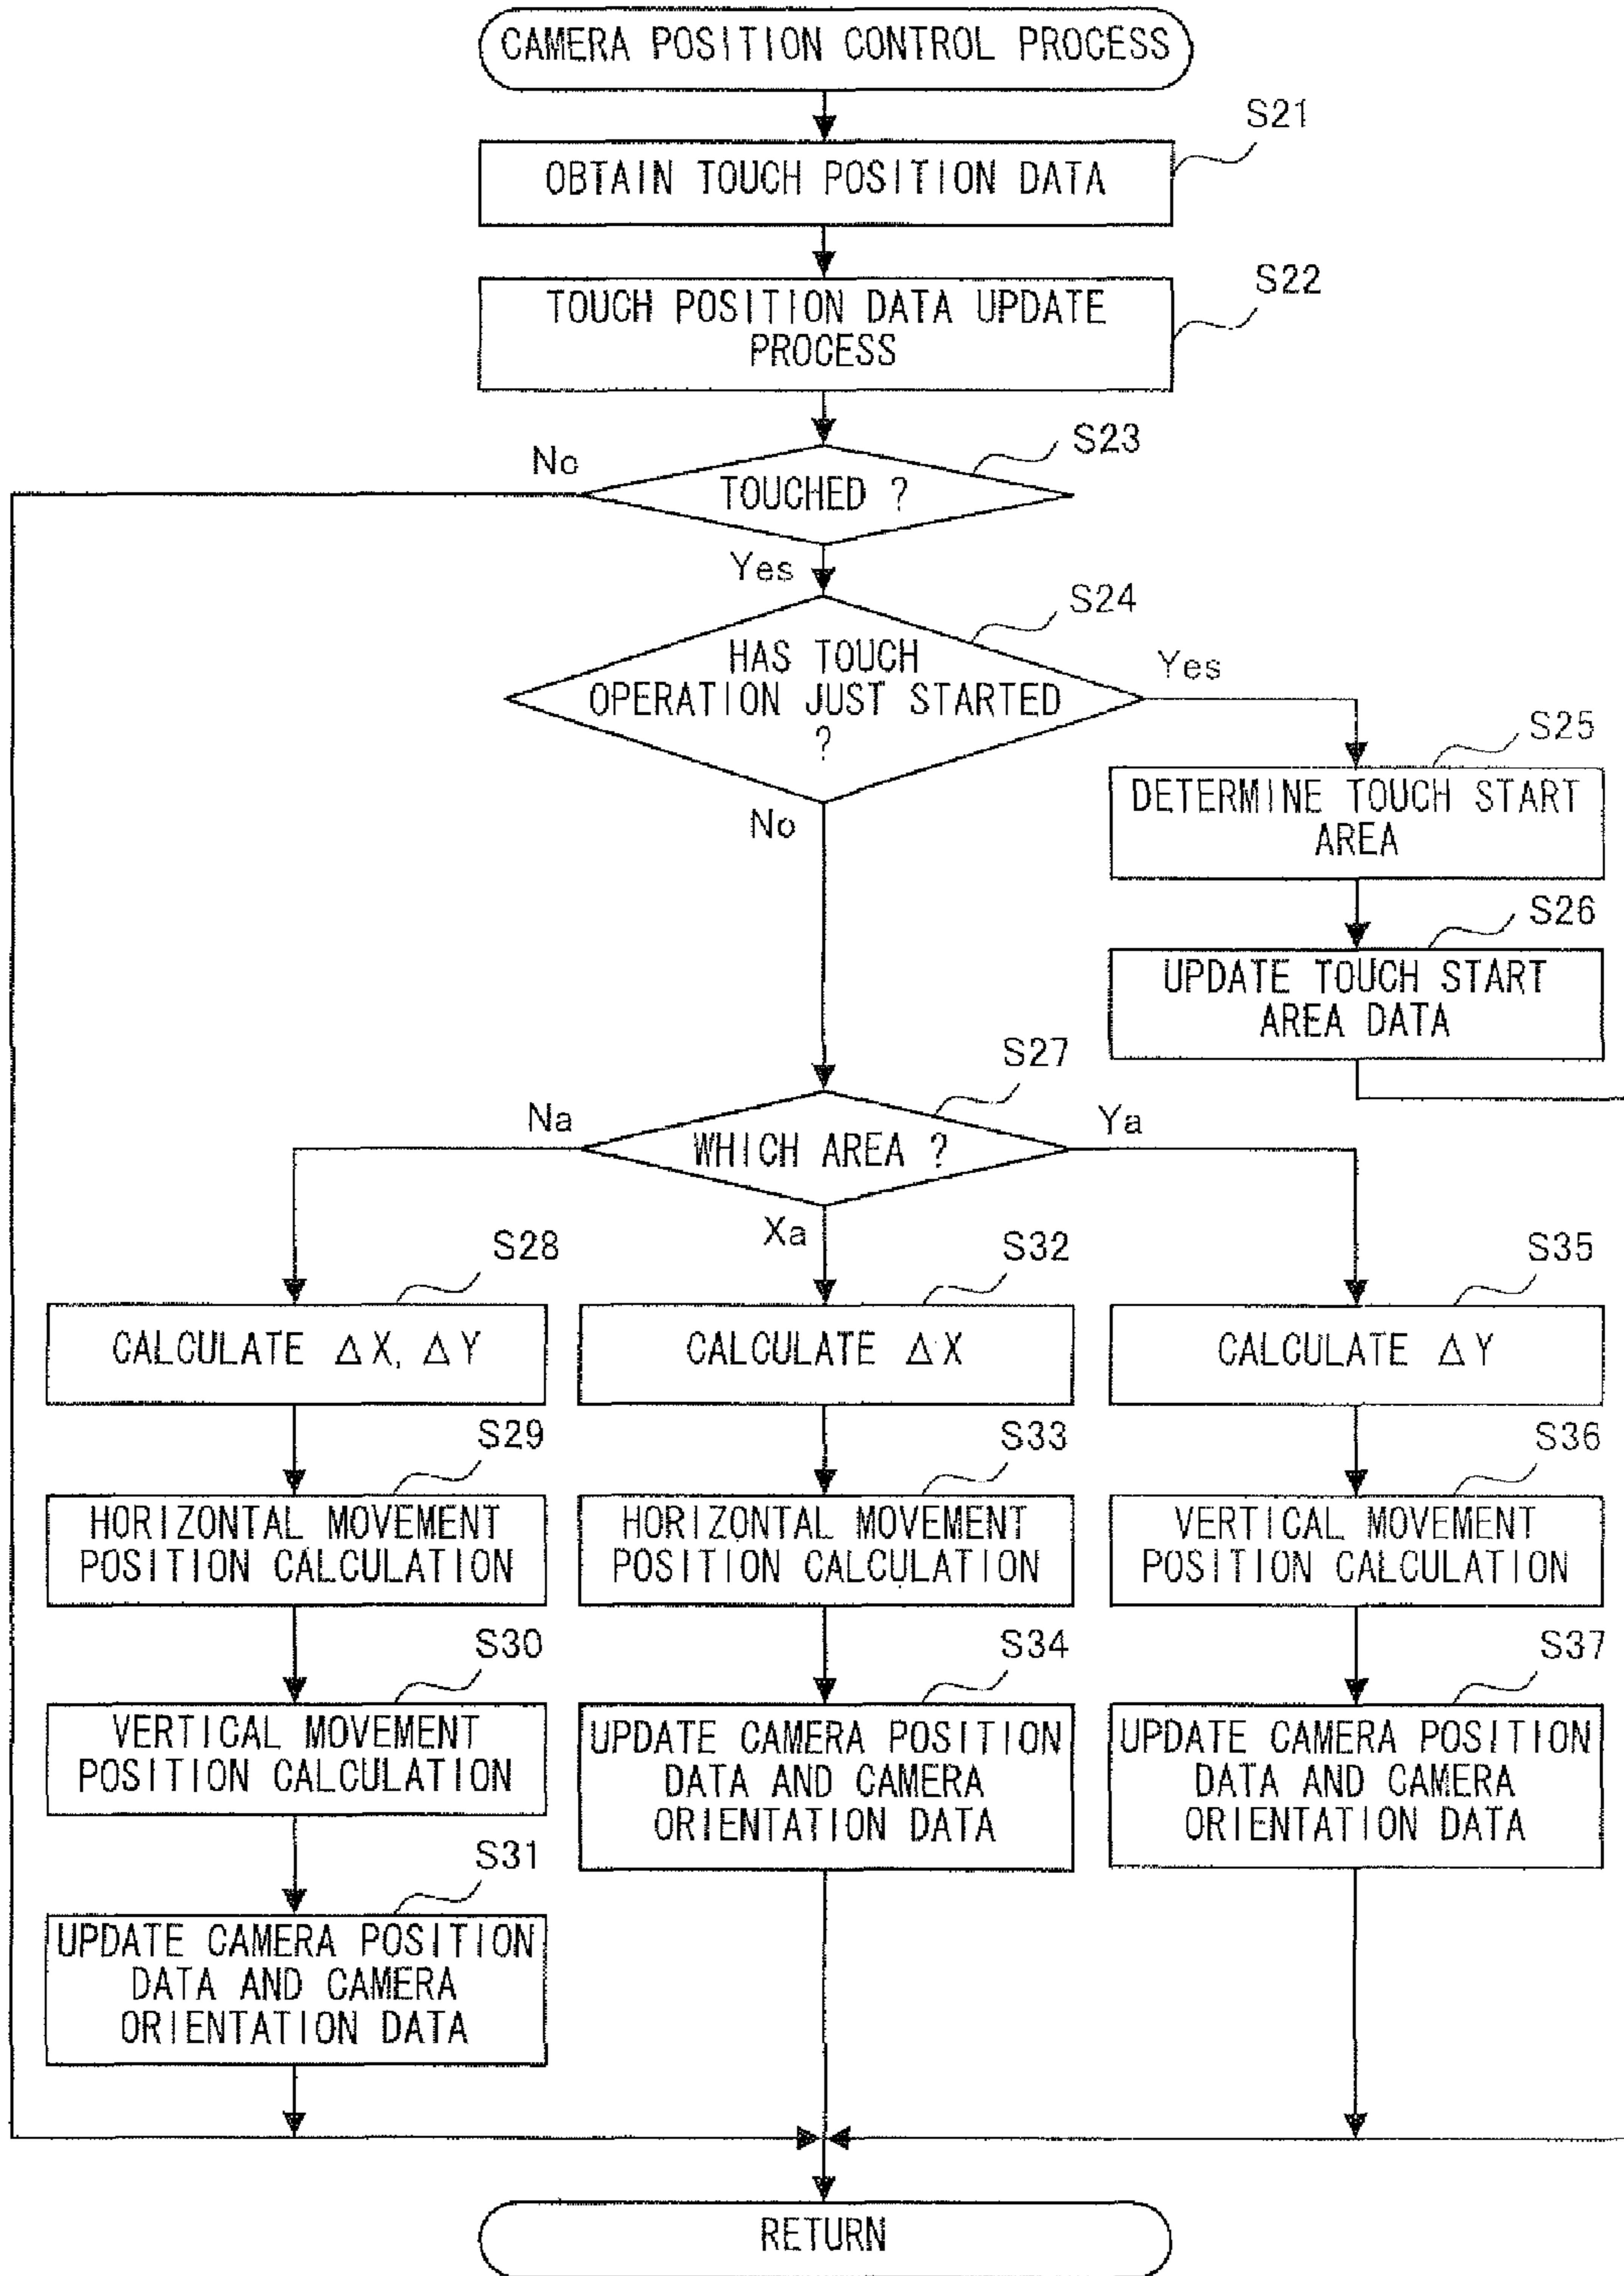 CAMERA POSITION CONTROL PROCESS
S21
OBTAIN TOUCH POSITION DATA
S22
TOUCH POSITION DATA UPDATE
PROCESS
S23
No
TOUCHED ?
Yes
S24
HAS TOUCH
OPERATION JUST STARTED
?
Yes
No
S25
DETERMINE TOUCH START
AREA
S26
UPDATE TOUCH START
AREA DATA
S27
Na
WHICH AREA ?
Ya
Xa
S28
CALCULATE ΔX, ΔY
S29
HORIZONTAL MOVEMENT
POSITION CALCULATION
S30
VERTICAL MOVEMENT
POSITION CALCULATION
S31
UPDATE CAMERA POSITION
DATA AND CAMERA
ORIENTATION DATA
S32
CALCULATE ΔX
S33
HORIZONTAL MOVEMENT
POSITION CALCULATION
S34
UPDATE CAMERA POSITION
DATA AND CAMERA
ORIENTATION DATA
S35
CALCULATE ΔY
S36
VERTICAL MOVEMENT
POSITION CALCULATION
S37
UPDATE CAMERA POSITION
DATA AND CAMERA
ORIENTATION DATA
RETURN